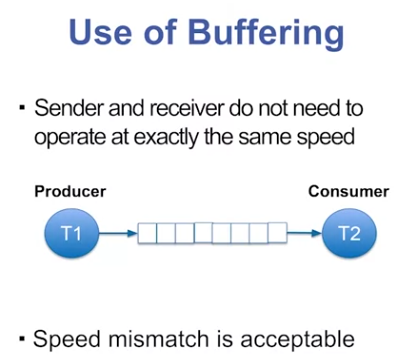 Use of Buffering
▪ Sender and receiver do not need to
operate at exactly the same speed
Producer
Consumer
T1
T2
▪ Speed mismatch is acceptable